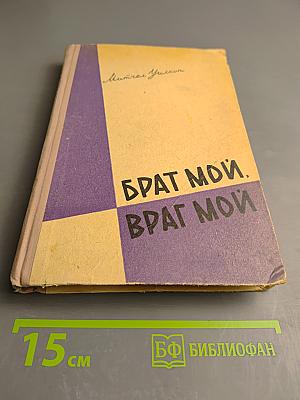 Митчел Уилсон
БРАТ МОЙ,
ВРАГ МОЙ
15 см
БФ БИБЛИОФАН